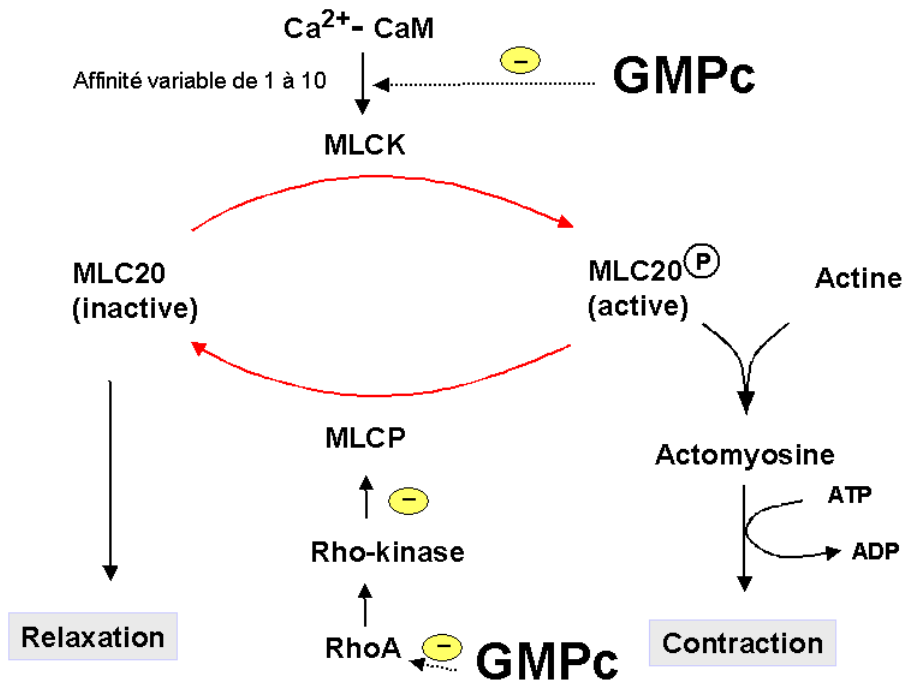 Ca²⁺- CaM
Affinité variable de 1 à 10
−
GMPc
MLCK
MLC20
(inactive)
MLC20 P
(active)
Actine
MLCP
Actomyosine
−
ATP
Rho-kinase
ADP
Relaxation
RhoA
−
GMPc
Contraction